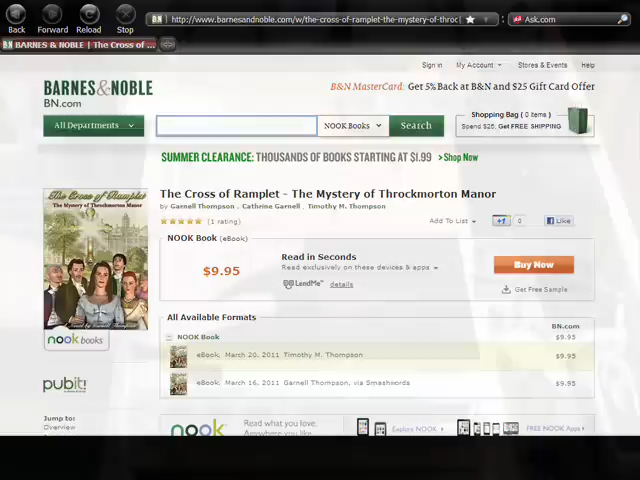 Back Forward Reload Stop
B.N http://www.barnesandnoble.com/w/the-cross-of-ramplet-the-mystery-of-throc
Ask.com
B.N BARNES & NOBLE | The Cross of ...
Sign in My Account Stores & Events Help
BARNES&NOBLE
BN.com
B&N MasterCard: Get 5% Back at B&N and $25 Gift Card Offer
All Departments
NOOK Books
Search
Shopping Bag ( 0 items )
Spend $25, Get FREE SHIPPING
SUMMER CLEARANCE: THOUSANDS OF BOOKS STARTING AT $1.99 > Shop Now
The Cross of Ramplet
The Mystery of Throckmorton Manor
nook books
The Cross of Ramplet - The Mystery of Throckmorton Manor
by Garnell Thompson, Cathrine Garnell, Timothy M. Thompson
(1 rating)
Add To List
+1 0
Like
NOOK Book (eBook)
$9.95
Read in Seconds
Read exclusively on these devices & apps
LendMe™ details
Buy Now
Get Free Sample
All Available Formats
BN.com
NOOK Book $9.95
eBook, March 20, 2011 Timothy M. Thompson $9.95
eBook, March 16, 2011 Garnell Thompson, via Smashwords $9.95
pubit!
Jump to:
Overview
nook
Read what you love.
Anywhere you like.
Explore NOOK >
FREE NOOK Apps >